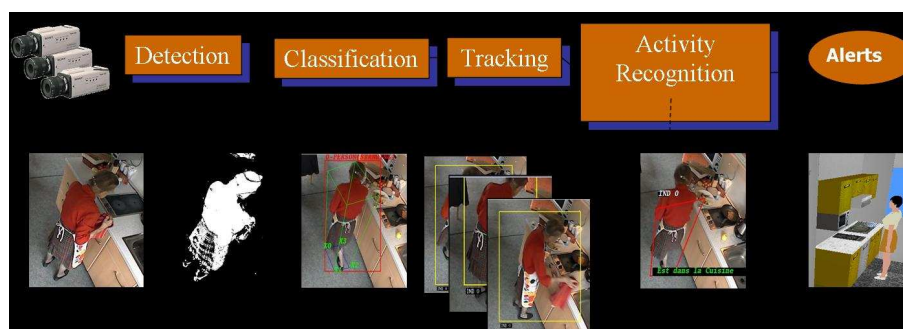 Detection
Classification
Tracking
Activity
Recognition
Alerts
IND 0
Est dans la Cuisine